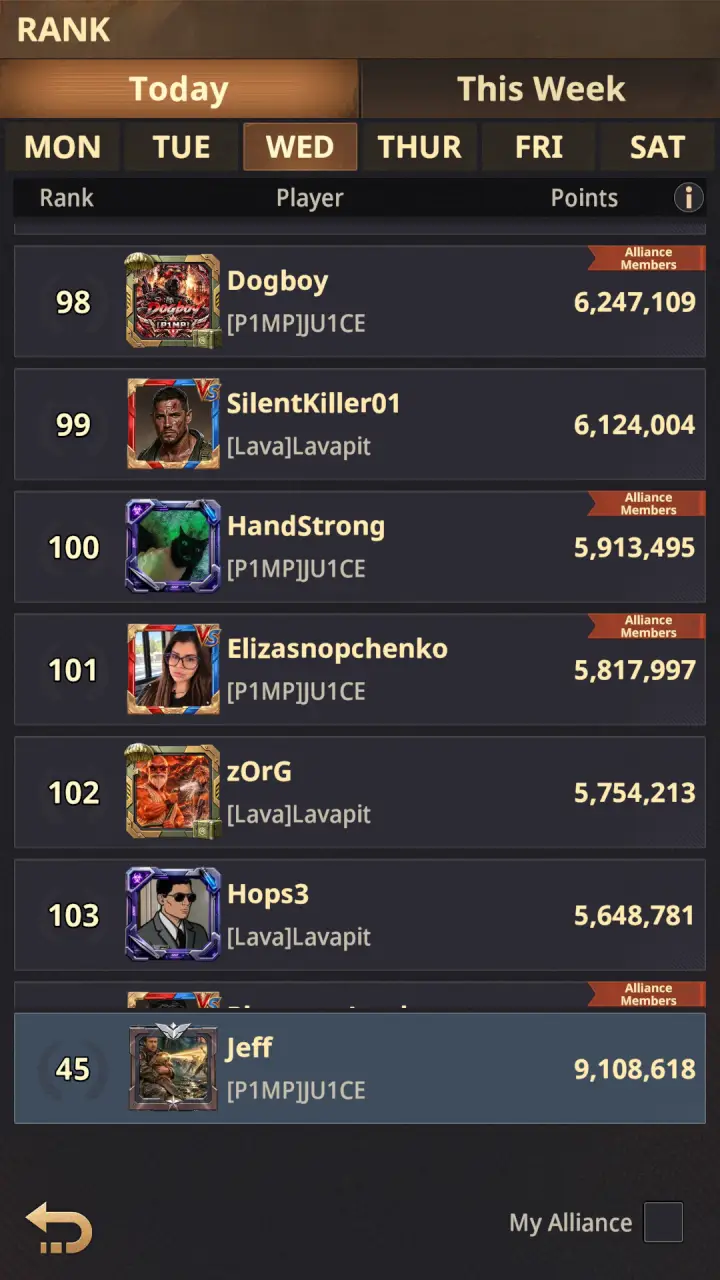 RANK
Today
This Week
MON TUE WED THUR FRI SAT
Rank Player Points i
Alliance
Members
98 Dogboy 6,247,109
[P1MP]JU1CE
99 SilentKiller01 6,124,004
[Lava]Lavapit
Alliance
Members
100 HandStrong 5,913,495
[P1MP]JU1CE
Alliance
Members
101 Elizasnopchenko 5,817,997
[P1MP]JU1CE
102 zOrG 5,754,213
[Lava]Lavapit
103 Hops3 5,648,781
[Lava]Lavapit
Alliance
Members
45 Jeff 9,108,618
[P1MP]JU1CE
My Alliance